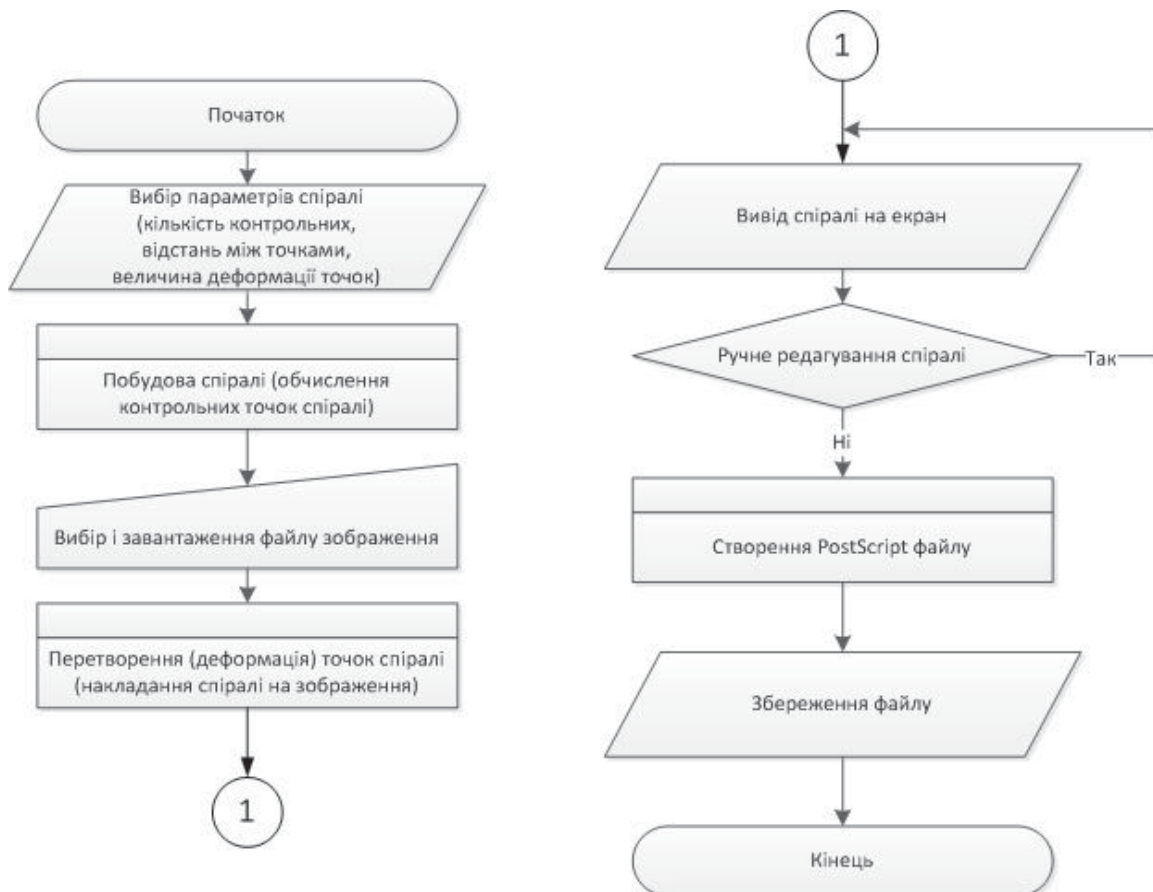 Початок
Вибір параметрів спіралі
(кількість контрольних,
відстань між точками,
величина деформації точок)
Побудова спіралі (обчислення
контрольних точок спіралі)
Вибір і завантаження файлу зображення
Перетворення (деформація) точок спіралі
(накладання спіралі на зображення)
1
1
Вивід спіралі на екран
Ручне редагування спіралі
Так
Ні
Створення PostScript файлу
Збереження файлу
Кінець